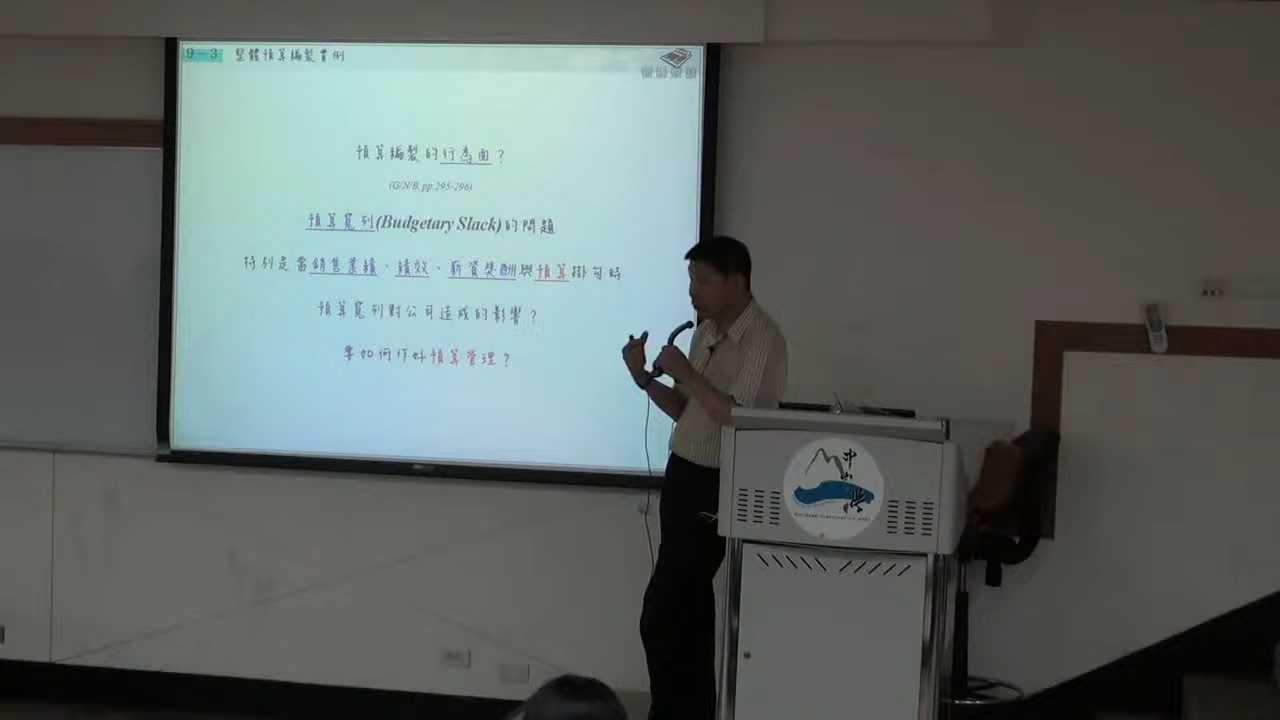 9－3 整體預算編製實例
預算編製的行為面？
(G/N/B, pp.295-296)
預算寬列(Budgetary Slack)的問題
特別是當銷售業績、績效、薪資獎酬與預算掛勾時
預算寬列對公司造成的影響？
要如何作好預算管理？
中山